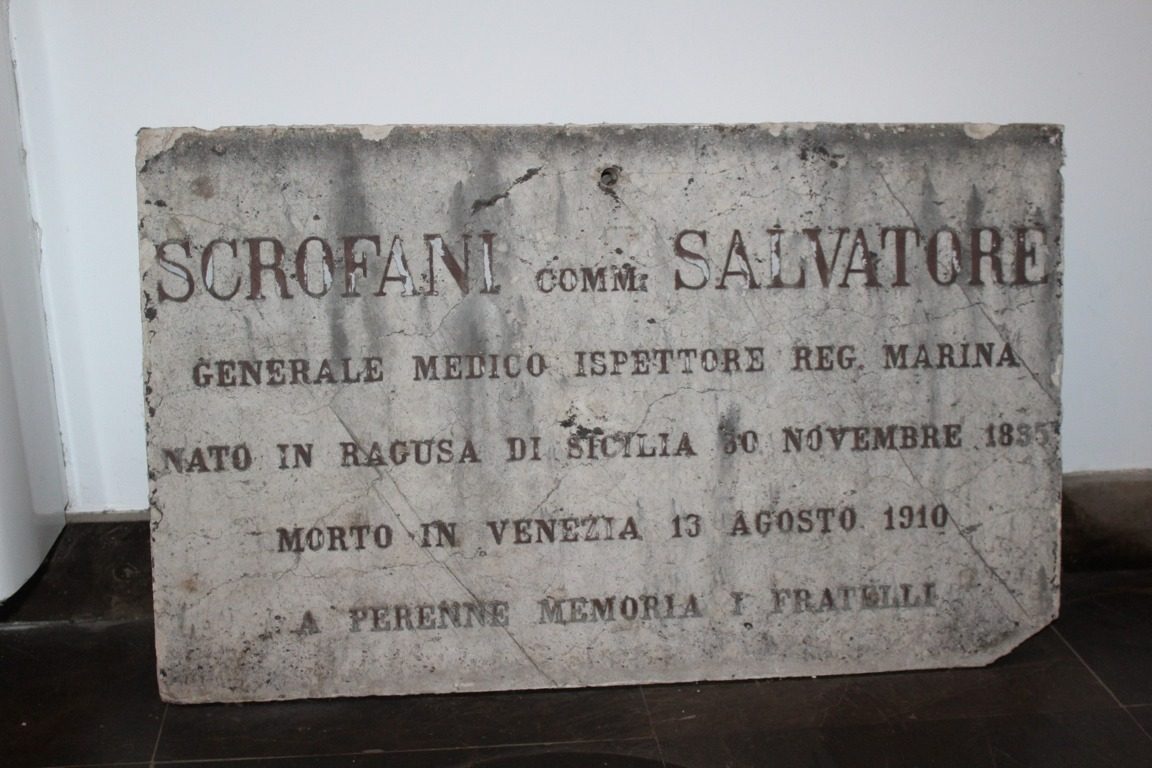 SCROFANI COMM. SALVATORE
GENERALE MEDICO ISPETTORE REG. MARINA
NATO IN RAGUSA DI SICILIA 30 NOVEMBRE 1835
MORTO IN VENEZIA 13 AGOSTO 1910
A PERENNE MEMORIA I FRATELLI